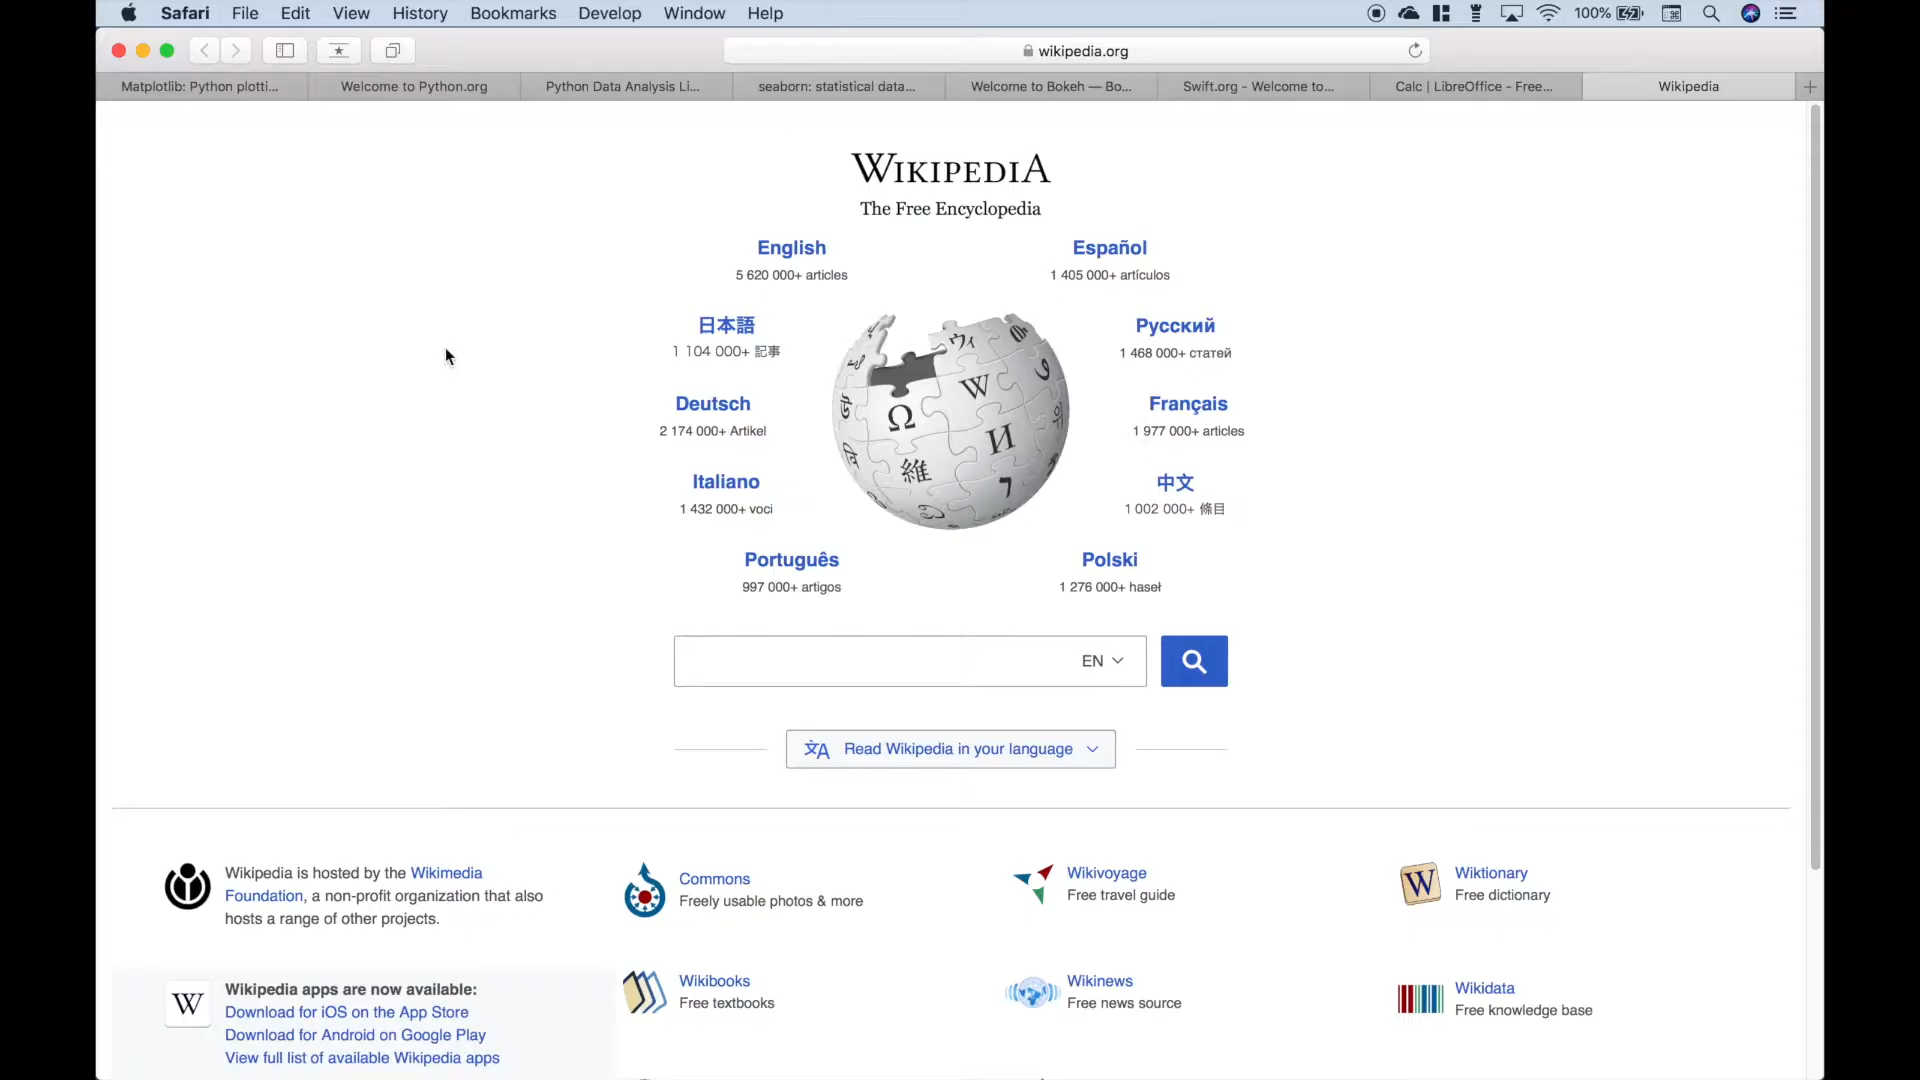 Safari File Edit View History Bookmarks Develop Window Help 100%
wikipedia.org
Matplotlib: Python plotti... Welcome to Python.org Python Data Analysis Li... seaborn: statistical data... Welcome to Bokeh — Bo... Swift.org - Welcome to... Calc | LibreOffice - Free... Wikipedia
WIKIPEDIA
The Free Encyclopedia
English Español
5 620 000+ articles 1 405 000+ artículos
日本語 Русский
1 104 000+ 記事 1 468 000+ статей
Deutsch Français
2 174 000+ Artikel 1 977 000+ articles
Italiano 中文
1 432 000+ voci 1 002 000+ 條目
Português Polski
997 000+ artigos 1 276 000+ haseł
Ω W И 維 ウィ
EN
Read Wikipedia in your language
Wikipedia is hosted by the Wikimedia
Foundation, a non-profit organization that also
hosts a range of other projects.
Commons
Freely usable photos & more
Wikivoyage
Free travel guide
W
Wiktionary
Free dictionary
W
Wikipedia apps are now available:
Download for iOS on the App Store
Download for Android on Google Play
View full list of available Wikipedia apps
Wikibooks
Free textbooks
Wikinews
Free news source
Wikidata
Free knowledge base